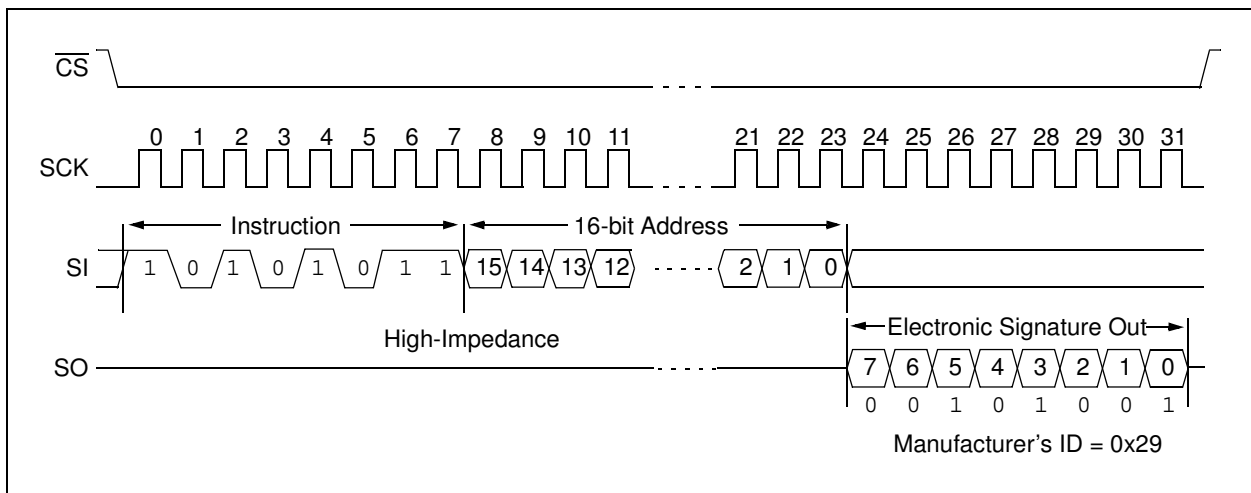 CS
0 1 2 3 4 5 6 7 8 9 10 11 21 22 23 24 25 26 27 28 29 30 31
SCK
Instruction 16-bit Address
SI 1 0 1 0 1 0 1 1 15 14 13 12 2 1 0
High-Impedance Electronic Signature Out
SO 7 6 5 4 3 2 1 0
0 0 1 0 1 0 0 1
Manufacturer's ID = 0x29